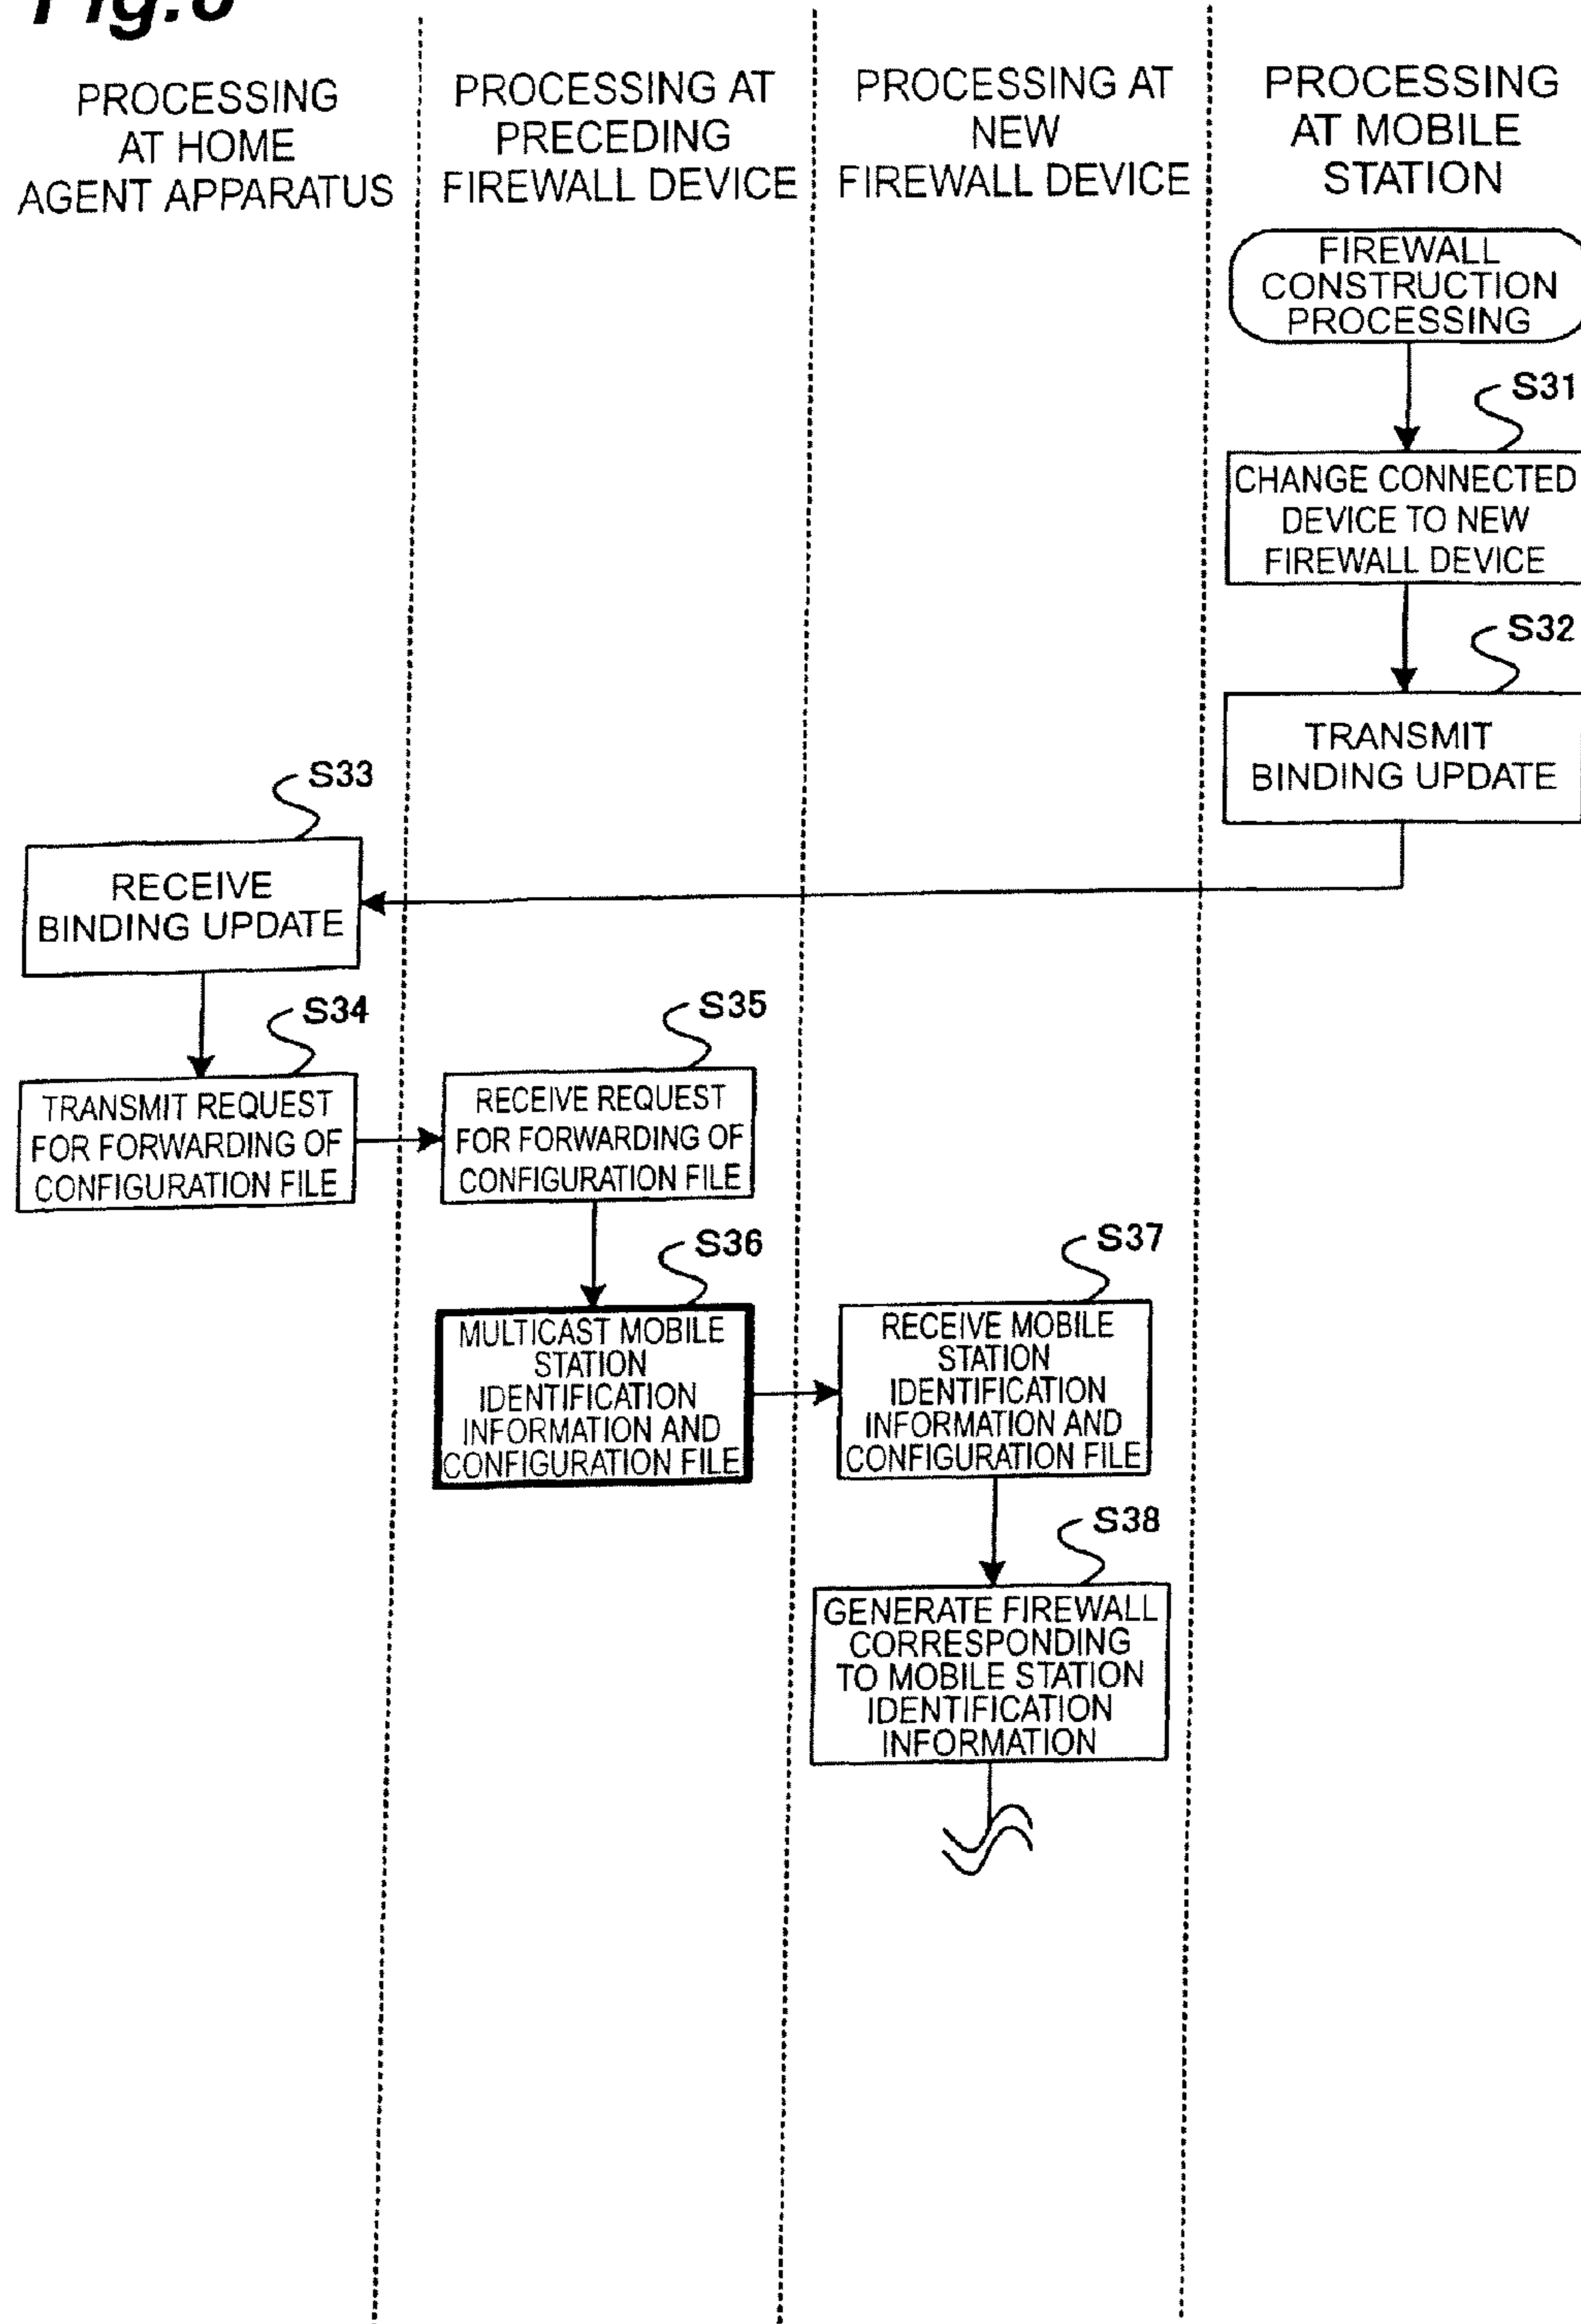 PROCESSING
AT HOME
AGENT APPARATUS
PROCESSING AT
PRECEDING
FIREWALL DEVICE
PROCESSING AT
NEW
FIREWALL DEVICE
PROCESSING
AT MOBILE
STATION
FIREWALL
CONSTRUCTION
PROCESSING
S31
CHANGE CONNECTED
DEVICE TO NEW
FIREWALL DEVICE
S32
TRANSMIT
BINDING UPDATE
S33
RECEIVE
BINDING UPDATE
S34
TRANSMIT REQUEST
FOR FORWARDING OF
CONFIGURATION FILE
S35
RECEIVE REQUEST
FOR FORWARDING OF
CONFIGURATION FILE
S36
MULTICAST MOBILE
STATION
IDENTIFICATION
INFORMATION AND
CONFIGURATION FILE
S37
RECEIVE MOBILE
STATION
IDENTIFICATION
INFORMATION AND
CONFIGURATION FILE
S38
GENERATE FIREWALL
CORRESPONDING
TO MOBILE STATION
IDENTIFICATION
INFORMATION